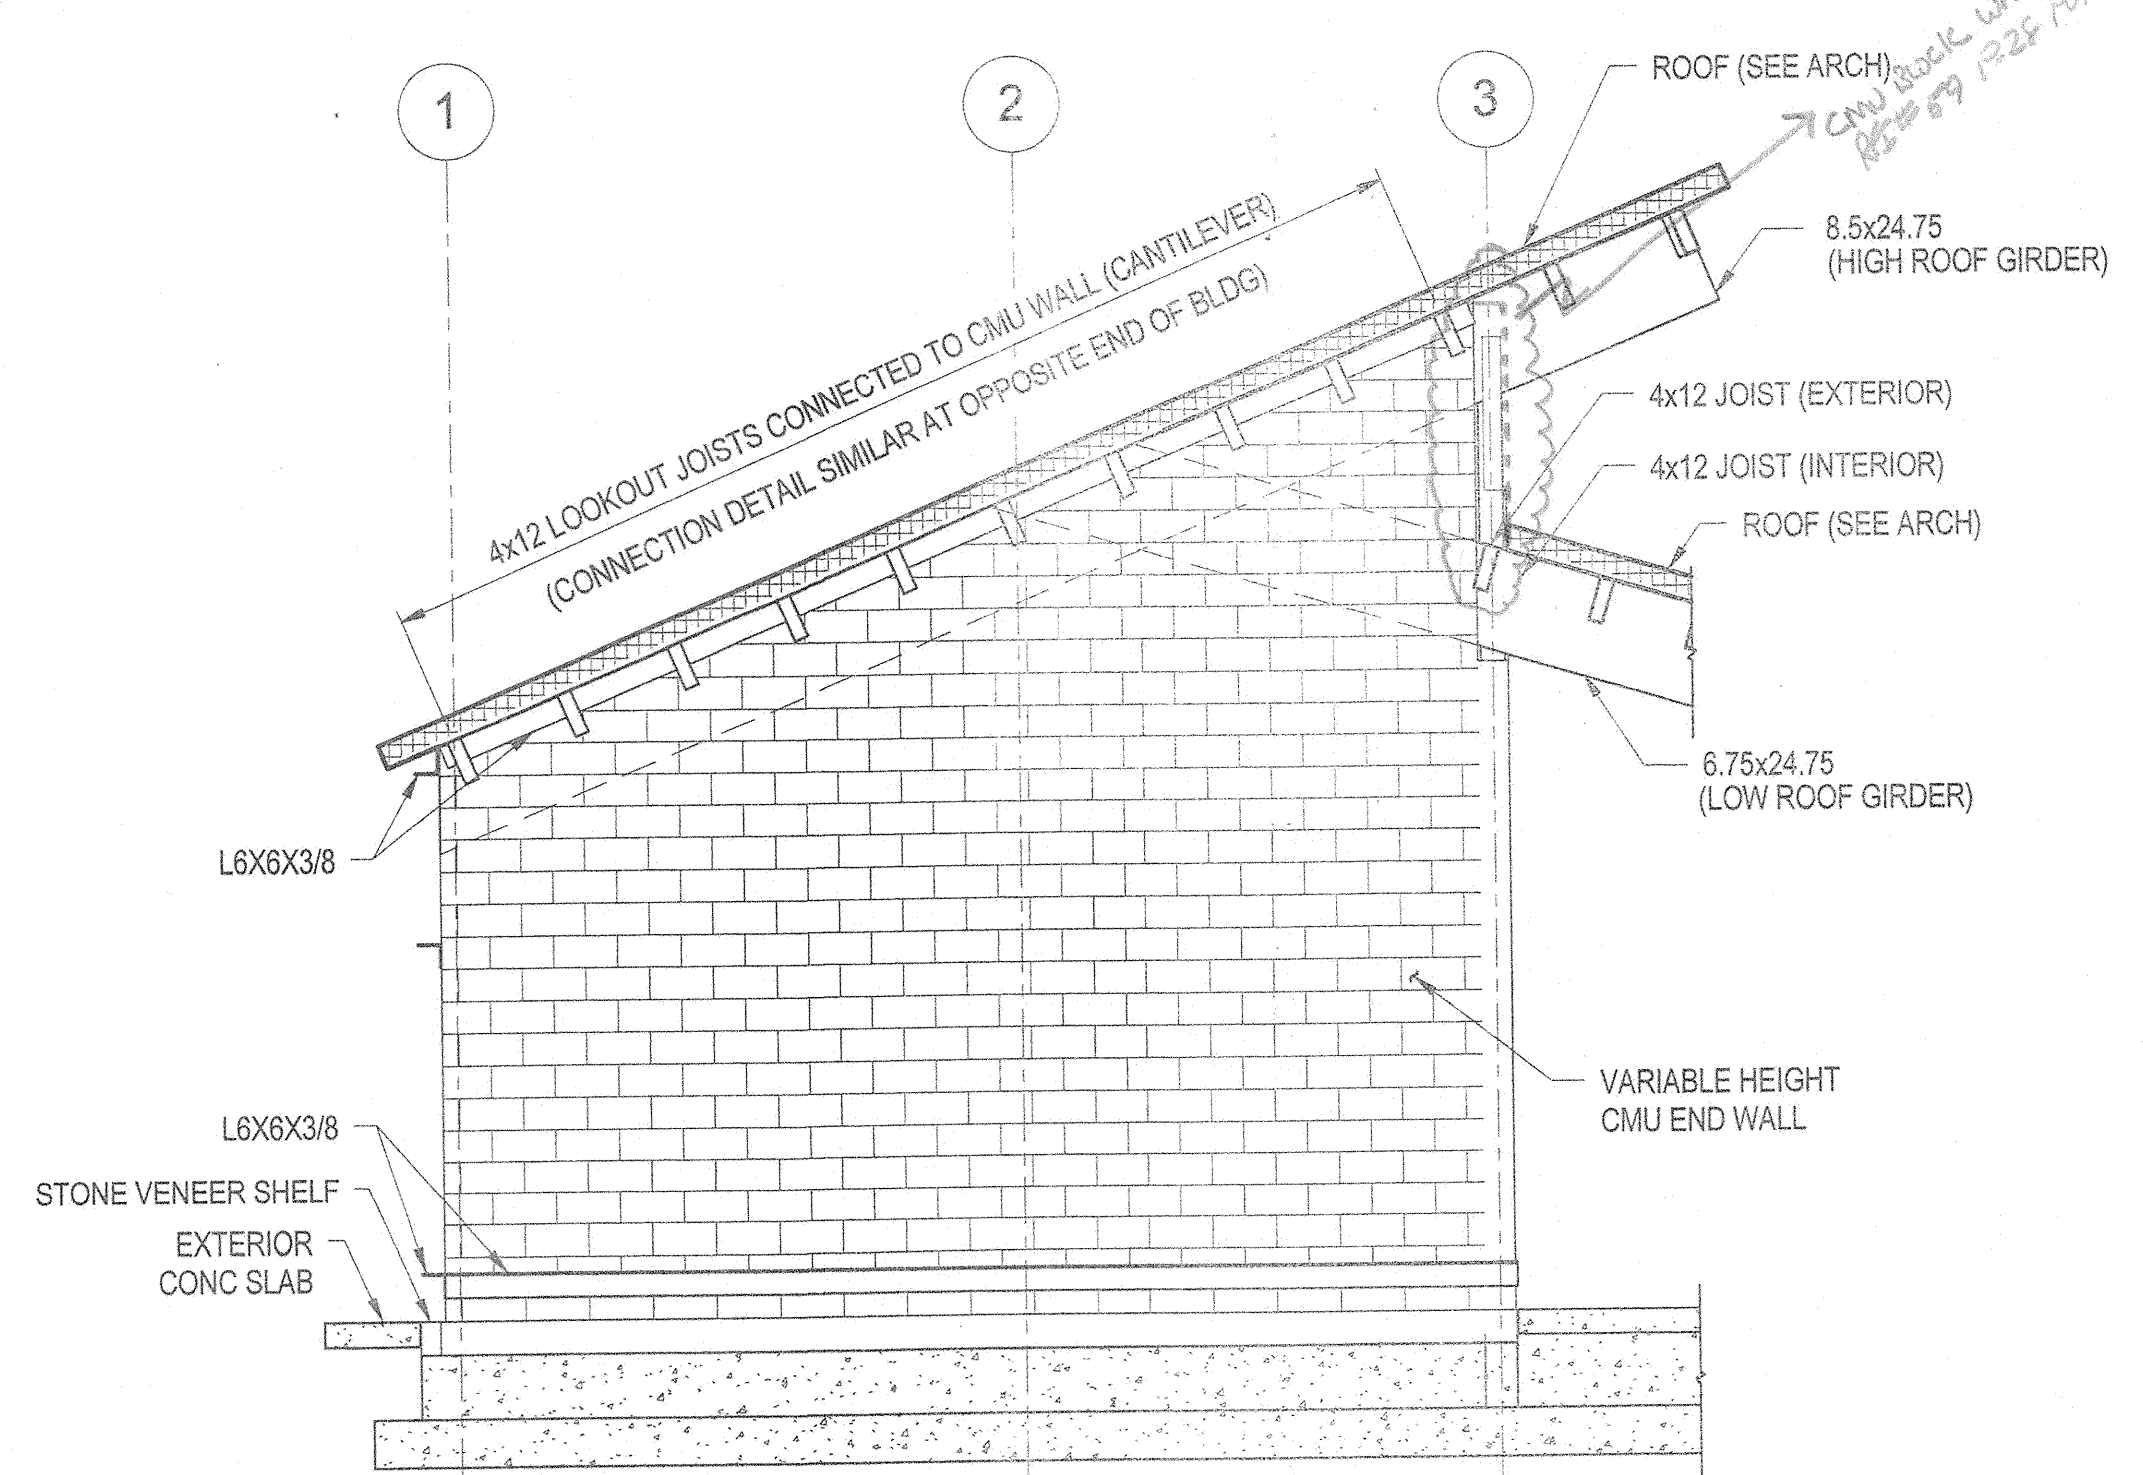 1
2
3
ROOF (SEE ARCH)
CMU BLOCK
8.5x24.75
(HIGH ROOF GIRDER)
4x12 LOOKOUT JOISTS CONNECTED TO CMU WALL (CANTILEVER)
(CONNECTION DETAIL SIMILAR AT OPPOSITE END OF BLDG)
4x12 JOIST (EXTERIOR)
4x12 JOIST (INTERIOR)
ROOF (SEE ARCH)
6.75x24.75
(LOW ROOF GIRDER)
L6X6X3/8
VARIABLE HEIGHT
CMU END WALL
L6X6X3/8
STONE VENEER SHELF
EXTERIOR
CONC SLAB